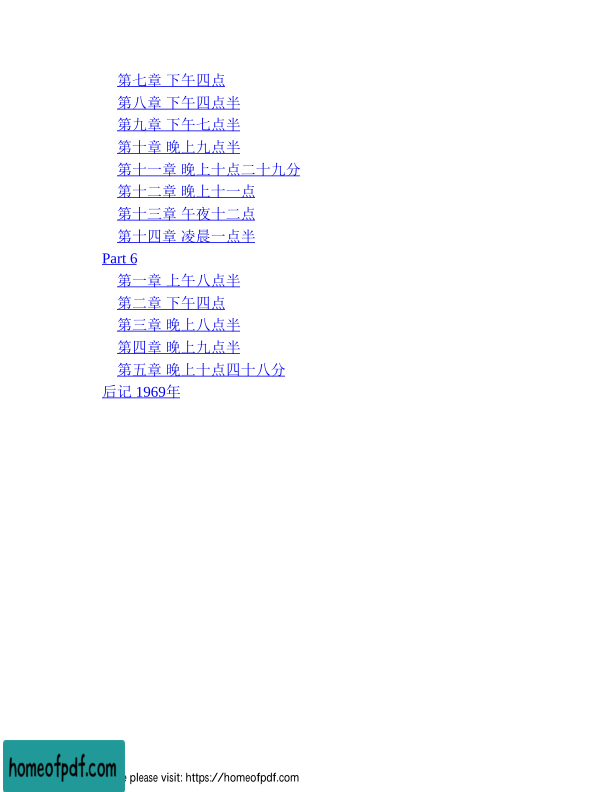 第七章 下午四点
第八章 下午四点半
第九章 下午七点半
第十章 晚上九点半
第十一章 晚上十点二十九分
第十二章 晚上十一点
第十三章 午夜十二点
第十四章 凌晨一点半
Part 6
第一章 上午八点半
第二章 下午四点
第三章 晚上八点半
第四章 晚上九点半
第五章 晚上十点四十八分
后记 1969年
homeofpdf.com
please visit: https://homeofpdf.com